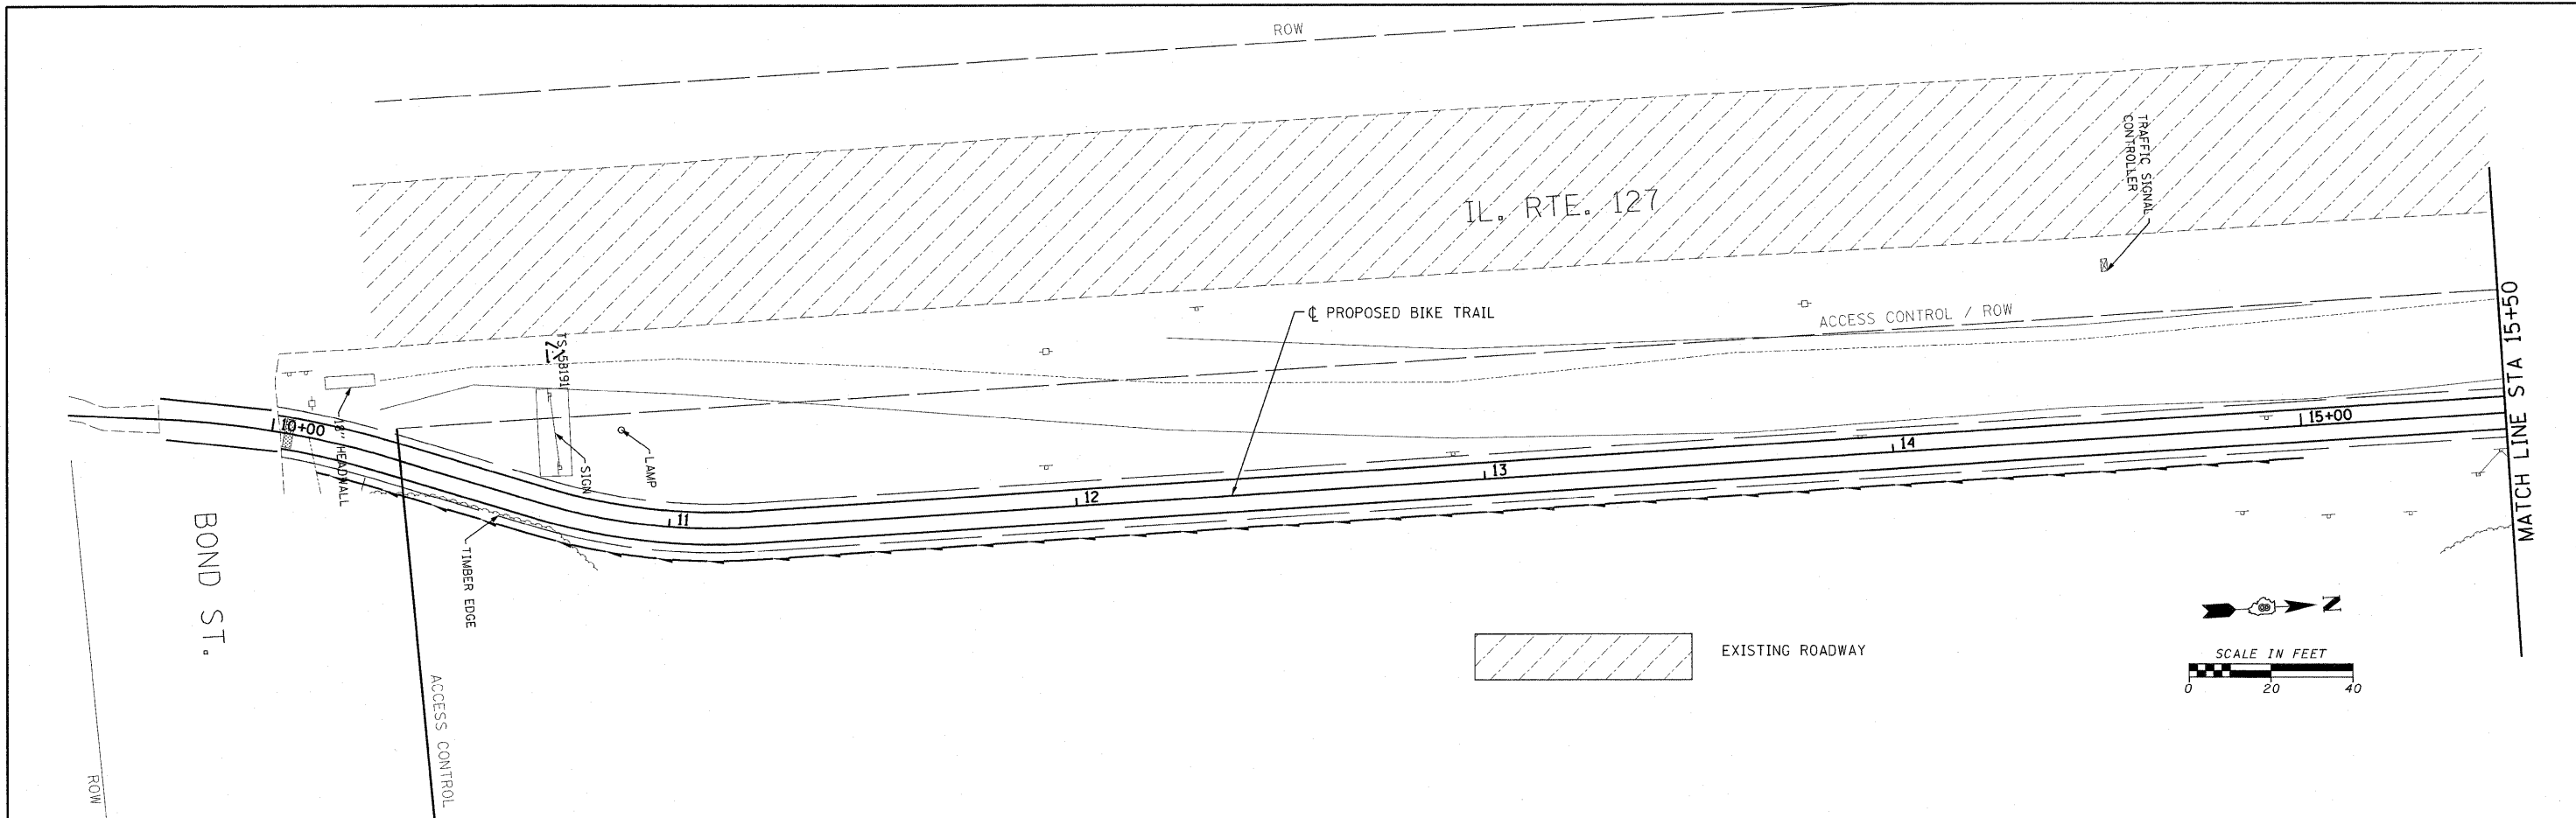 ROW
TRAFFIC SIGNAL
CONTROLLER
IL. RTE. 127
℄ PROPOSED BIKE TRAIL
ACCESS CONTROL / ROW
TS-5B191
10+00
18" HEADWALL
SIGN
LAMP
TIMBER EDGE
11
12
13
14
15+00
MATCH LINE STA 15+50
BOND ST.
ROW
ACCESS CONTROL
EXISTING ROADWAY
N
SCALE IN FEET
0 20 40